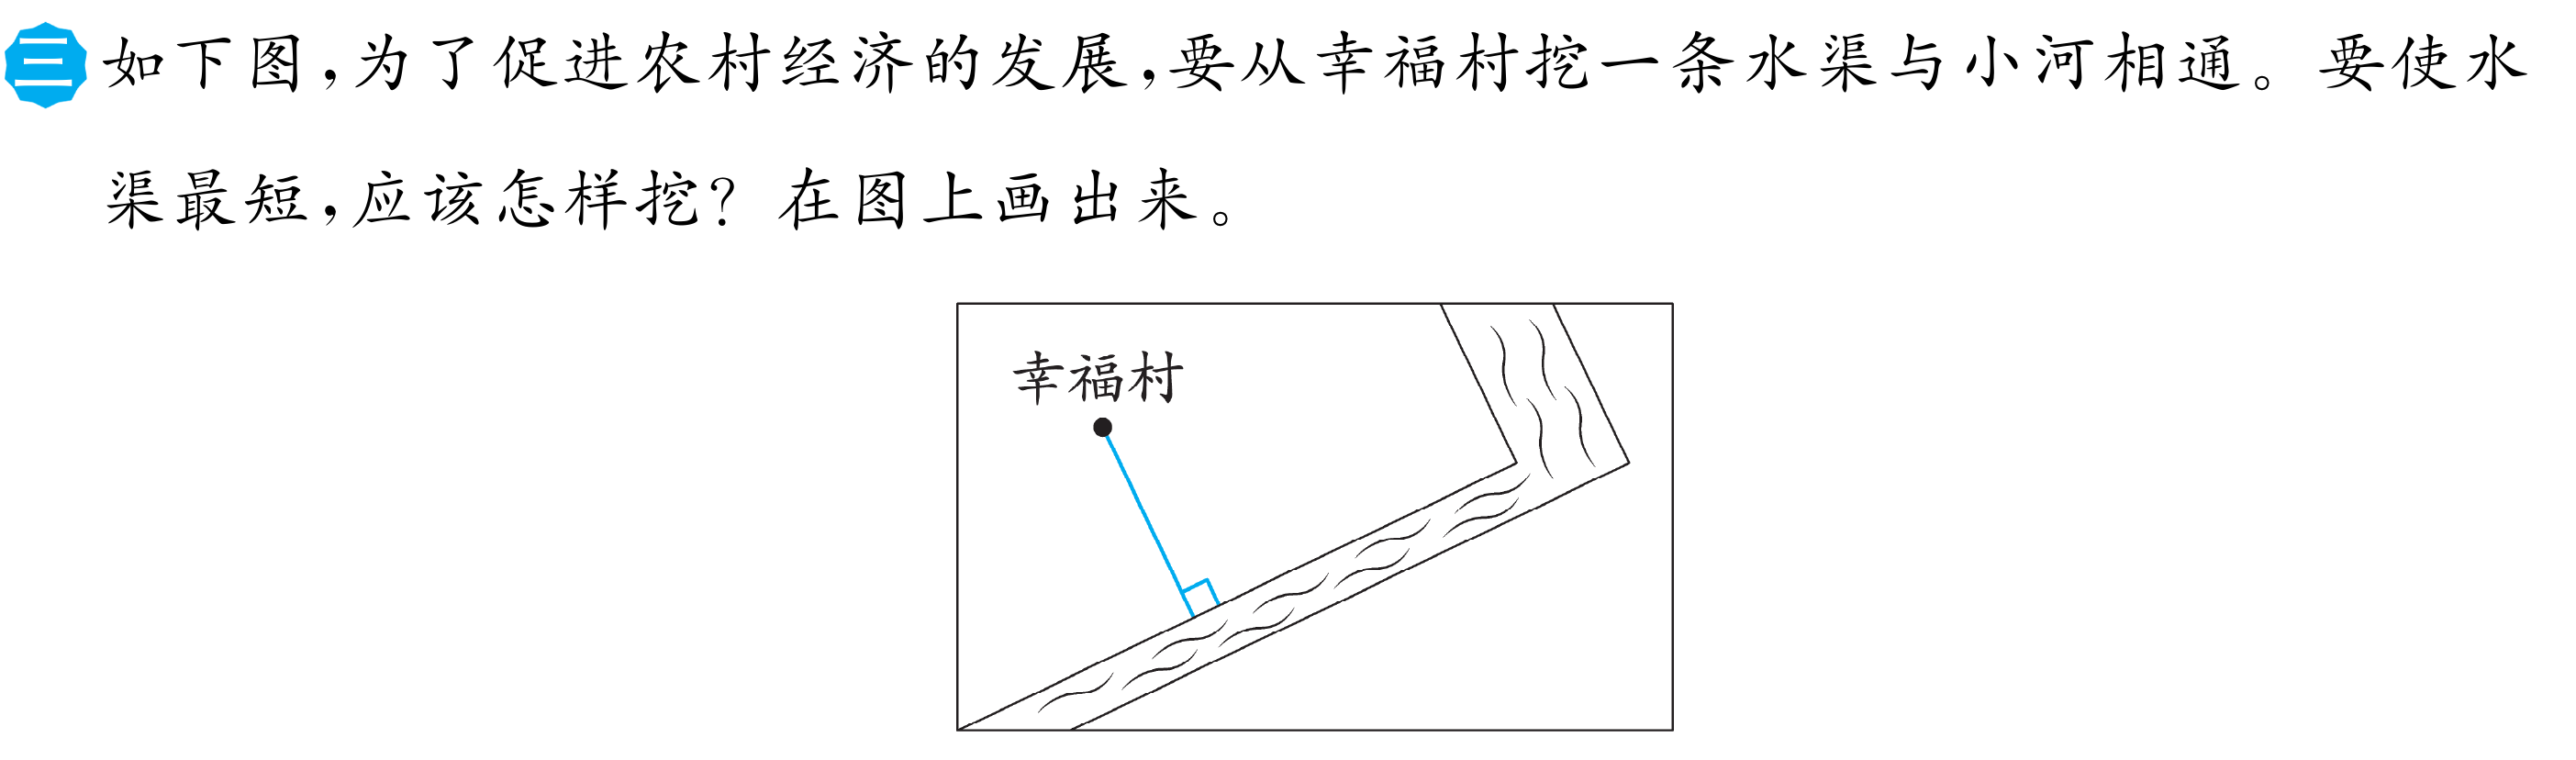 三 如下图,为了促进农村经济的发展,要从幸福村挖一条水渠与小河相通。要使水
渠最短,应该怎样挖?在图上画出来。
幸福村